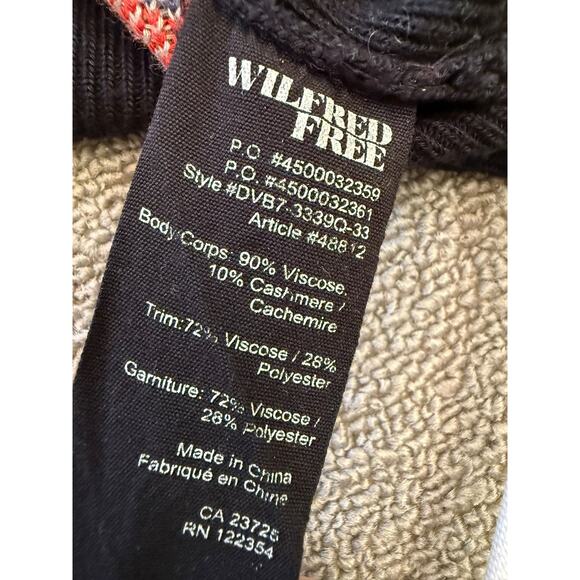 WILFRED
FREE
P.O. #4500032359
P.O. #4500032361
Style #DVB7-3339Q-33
Article #48812
Body/Corps: 90% Viscose,
10% Cashmere /
Cachemire
Trim:72% Viscose / 28%
Polyester
Garniture: 72% Viscose /
28% Polyester
Made in China
Fabriqué en Chine
CA 23725
RN 122354